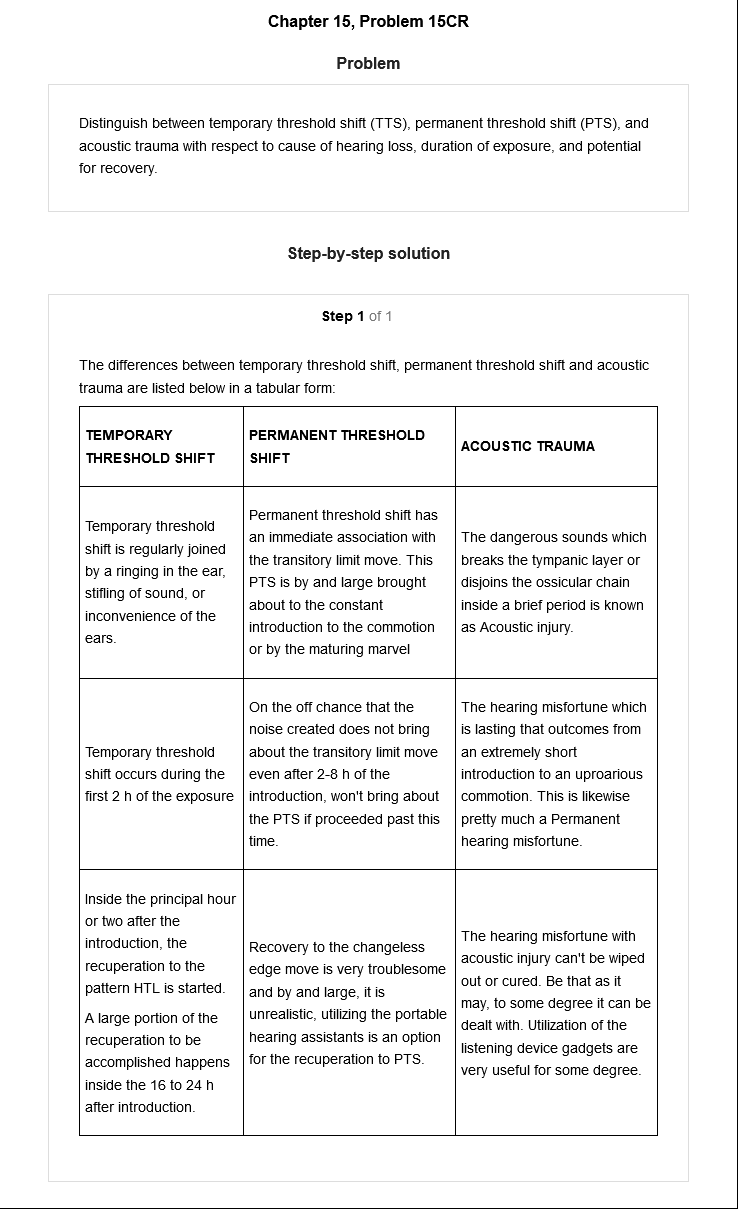 Chapter 15, Problem 15CR
Problem
Distinguish between temporary threshold shift (TTS), permanent threshold shift (PTS), and
acoustic trauma with respect to cause of hearing loss, duration of exposure, and potential
for recovery.
Step-by-step solution
Step 1 of 1
The differences between temporary threshold shift, permanent threshold shift and acoustic
trauma are listed below in a tabular form:
TEMPORARY
THRESHOLD SHIFT
PERMANENT THRESHOLD
SHIFT
ACOUSTIC TRAUMA
Temporary threshold
shift is regularly joined
by a ringing in the ear,
stifling of sound, or
inconvenience of the
ears.
Permanent threshold shift has
an immediate association with
the transitory limit move. This
PTS is by and large brought
about to the constant
introduction to the commotion
or by the maturing marvel
The dangerous sounds which
breaks the tympanic layer or
disjoins the ossicular chain
inside a brief period is known
as Acoustic injury.
Temporary threshold
shift occurs during the
first 2 h of the exposure
On the off chance that the
noise created does not bring
about the transitory limit move
even after 2-8 h of the
introduction, won't bring about
the PTS if proceeded past this
time.
The hearing misfortune which
is lasting that outcomes from
an extremely short
introduction to an uproarious
commotion. This is likewise
pretty much a Permanent
hearing misfortune.
Inside the principal hour
or two after the
introduction, the
recuperation to the
pattern HTL is started.
A large portion of the
recuperation to be
accomplished happens
inside the 16 to 24 h
after introduction.
Recovery to the changeless
edge move is very troublesome
and by and large, it is
unrealistic, utilizing the portable
hearing assistants is an option
for the recuperation to PTS.
The hearing misfortune with
acoustic injury can't be wiped
out or cured. Be that as it
may, to some degree it can be
dealt with. Utilization of the
listening device gadgets are
very useful for some degree.